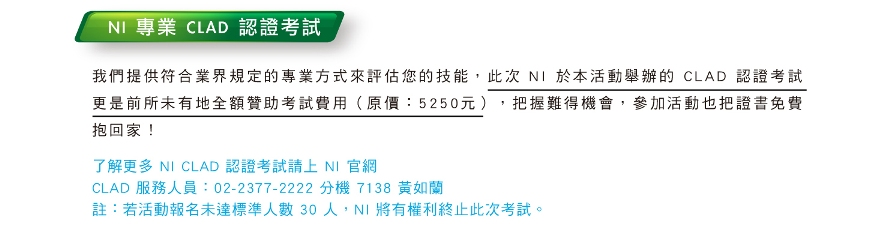 NI 專業 CLAD 認證考試
我們提供符合業界規定的專業方式來評估您的技能，此次 NI 於本活動舉辦的 CLAD 認證考試
更是前所未有地全額贊助考試費用（原價：5250元），把握難得機會，參加活動也把證書免費
抱回家！
了解更多 NI CLAD 認證考試請上 NI 官網
CLAD 服務人員：02-2377-2222 分機 7138 黃如蘭
註：若活動報名未達標準人數 30 人，NI 將有權利終止此次考試。